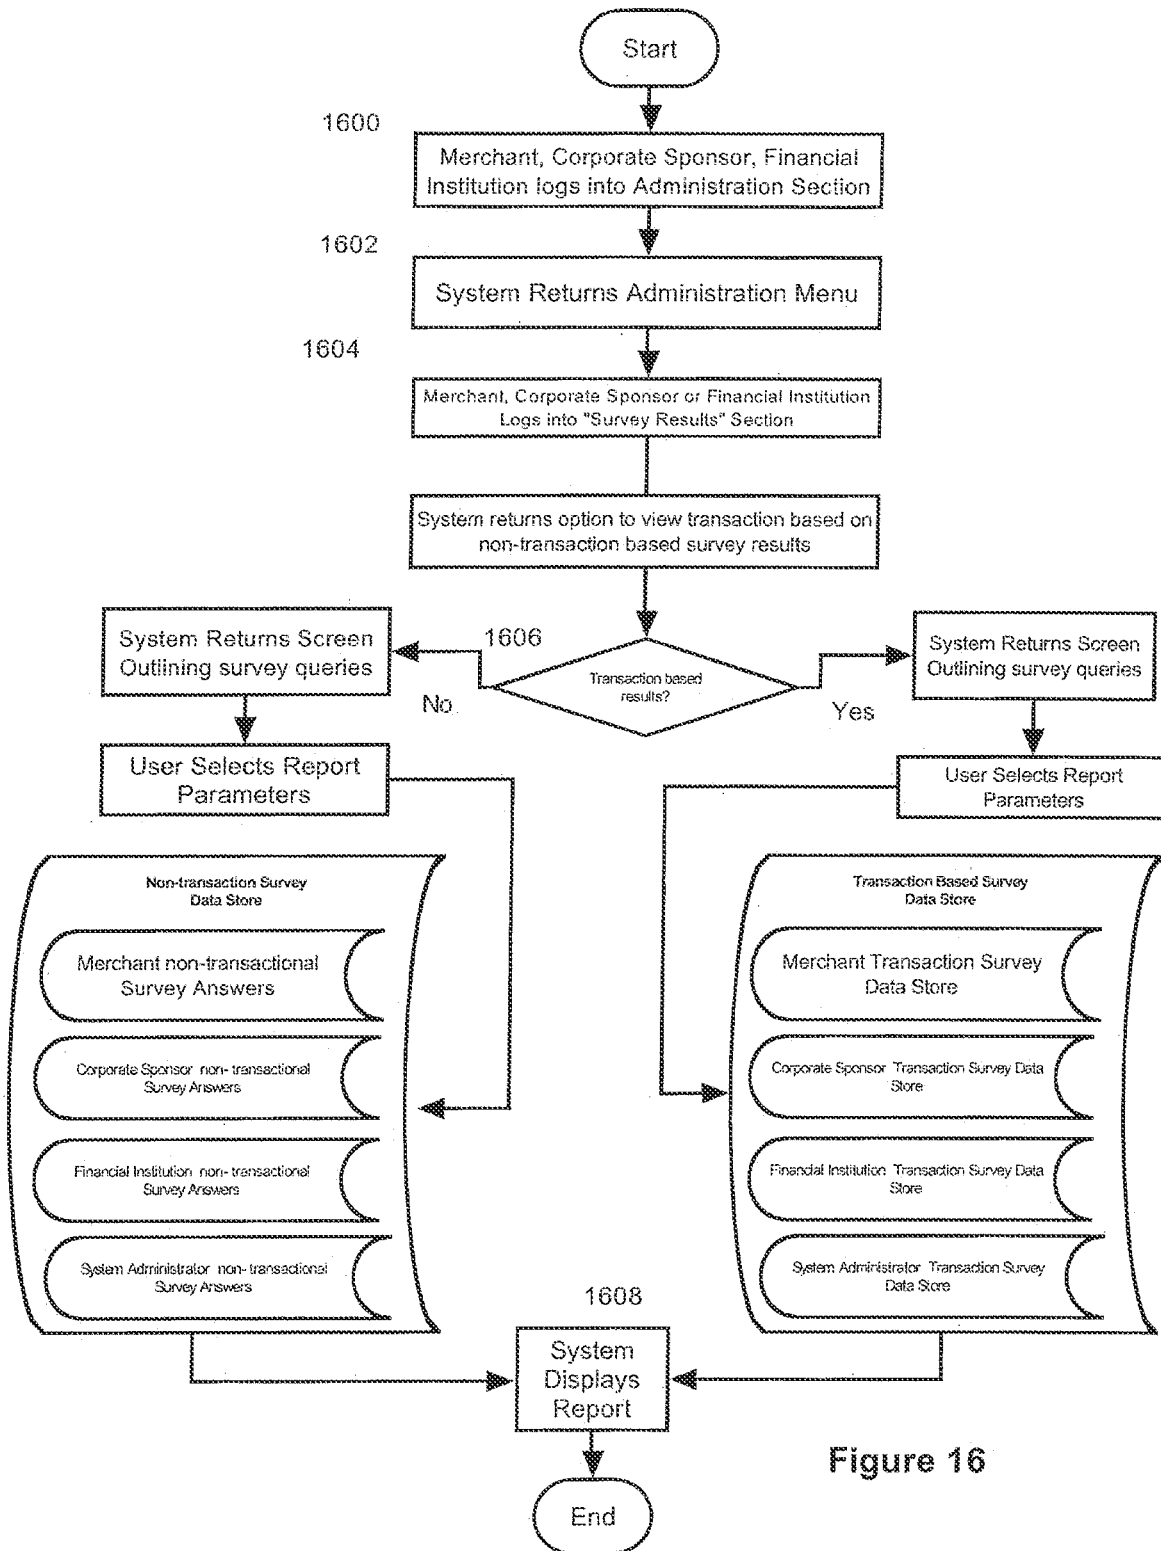 Start
1600
Merchant, Corporate Sponsor, Financial
Institution logs into Administration Section
1602
System Returns Administration Menu
1604
Merchant, Corporate Sponsor or Financial Institution
Logs into "Survey Results" Section
System returns option to view transaction based on
non-transaction based survey results
1606
Transaction based
results?
No
Yes
System Returns Screen
Outlining survey queries
User Selects Report
Parameters
System Returns Screen
Outlining survey queries
User Selects Report
Parameters
Non-transaction Survey
Data Store
Merchant non-transactional
Survey Answers
Corporate Sponsor non- transactional
Survey Answers
Financial Institution non- transactional
Survey Answers
System Administrator non- transactional
Survey Answers
Transaction Based Survey
Data Store
Merchant Transaction Survey
Data Store
Corporate Sponsor Transaction Survey Data
Store
Financial Institution Transaction Survey Data
Store
System Administrator Transaction Survey
Data Store
1608
System
Displays
Report
Figure 16
End